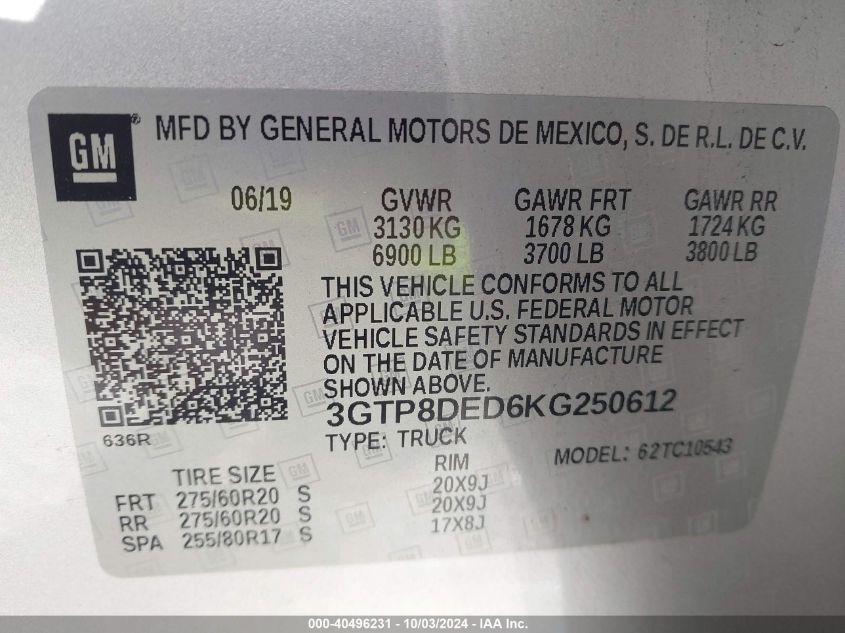 GM® MFD BY GENERAL MOTORS DE MEXICO, S. DE R.L. DE C.V.
06/19 GVWR GAWR FRT GAWR RR
3130 KG 1678 KG 1724 KG
6900 LB 3700 LB 3800 LB
THIS VEHICLE CONFORMS TO ALL
APPLICABLE U.S. FEDERAL MOTOR
VEHICLE SAFETY STANDARDS IN EFFECT
ON THE DATE OF MANUFACTURE
SHOWN ABOVE.
3GTP8DED6KG250612
636R TYPE: TRUCK MODEL: 62TC10543
TIRE SIZE RIM
FRT 275/60R20 S 20X9J
RR 275/60R20 S 20X9J
SPA 255/80R17 S 17X8J
000-40496231 - 10/03/2024 - IAA Inc.